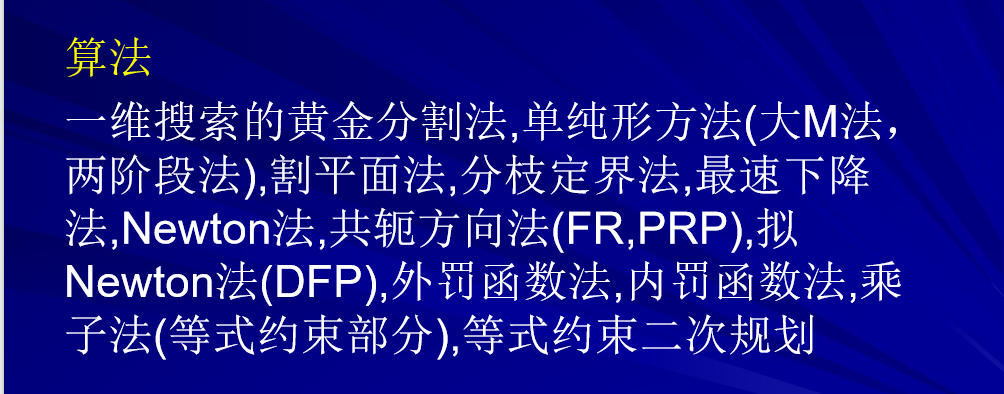 算法
一维搜索的黄金分割法,单纯形方法(大M法，
两阶段法),割平面法,分枝定界法,最速下降
法,Newton法,共轭方向法(FR,PRP),拟
Newton法(DFP),外罚函数法,内罚函数法,乘
子法(等式约束部分),等式约束二次规划